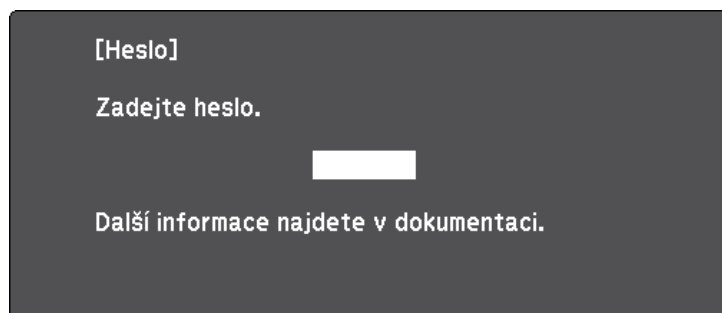 [Heslo]
Zadejte heslo.
Další informace najdete v dokumentaci.